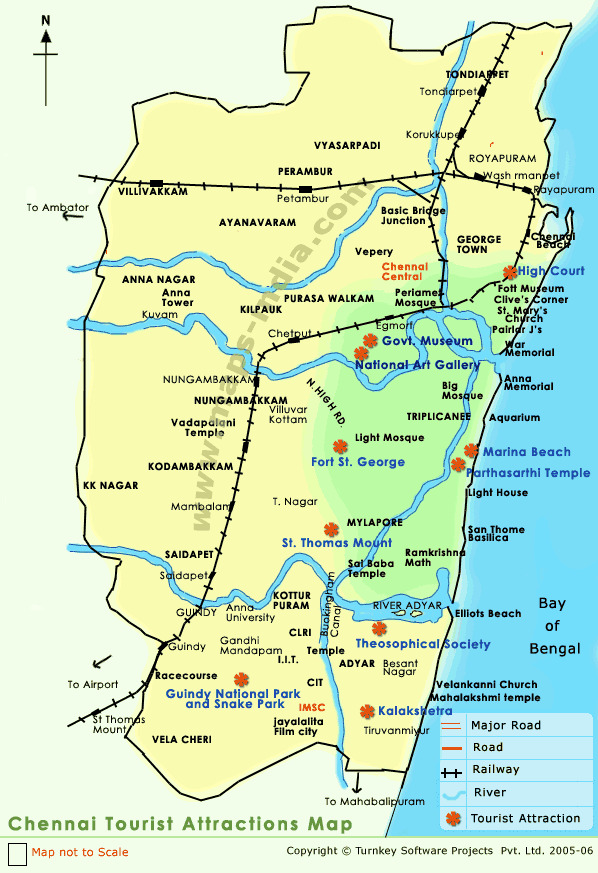 N
TONDIARPET
Tondiarpet
Korukkupet
VYASARPADI
ROYAPURAM
PERAMBUR
Wash rmanpet
VILLIVAKKAM
Petambur
Rayapuram
To Ambator
AYANAVARAM
Basic Bridge
Junction
GEORGE
TOWN
Chennai
Beach
Vepery
Chennal
Central
High Court
ANNA NAGAR
Anna
Tower
PURASA WALKAM
Periamet
Mosque
Fott Museum
Clive's Corner
St. Mary's
Church
Pairlar J's
KILPAUK
Kuvam
Egmort
Chetput
Govt. Museum
War
Memorial
National Art Gallery
NUNGAMBAKKAM
Big
Mosque
Anna
Memorial
N.HIGH RD.
NUNGAMBAKKAM
Villuvar
Kottam
TRIPLICANEE
Aquarium
Vadapalani
Temple
Light Mosque
Marina Beach
Fort St. George
KODAMBAKKAM
Parthasarthi Temple
KK NAGAR
Light House
Mambalam
T. Nagar
MYLAPORE
San Thome
Basilica
St. Thomas Mount
SAIDAPET
Ramkrishna
Math
Sai Baba
Temple
Saidapet
KOTTUR
PURAM
Buokingham
Canal
RIVER ADYAR
GUINDY
Anna
University
Elliots Beach
Bay
of
Bengal
Guindy
Gandhi
Mandapam
CLRI
Theosophical Society
Temple
I.I.T.
ADYAR
Besant
Nagar
Racecourse
To Airport
CIT
Velankanni Church
Mahalakshmi temple
Guindy National Park
and Snake Park
IMSC
Kalakshetra
St Thomas
Mount
jayalalita
Film city
Tiruvanmiyur
VELA CHERI
Major Road
Road
Railway
River
Tourist Attraction
To Mahabalipuram
www.maps-india.com
Chennai Tourist Attractions Map
Map not to Scale
Copyright © Turnkey Software Projects Pvt. Ltd. 2005-06